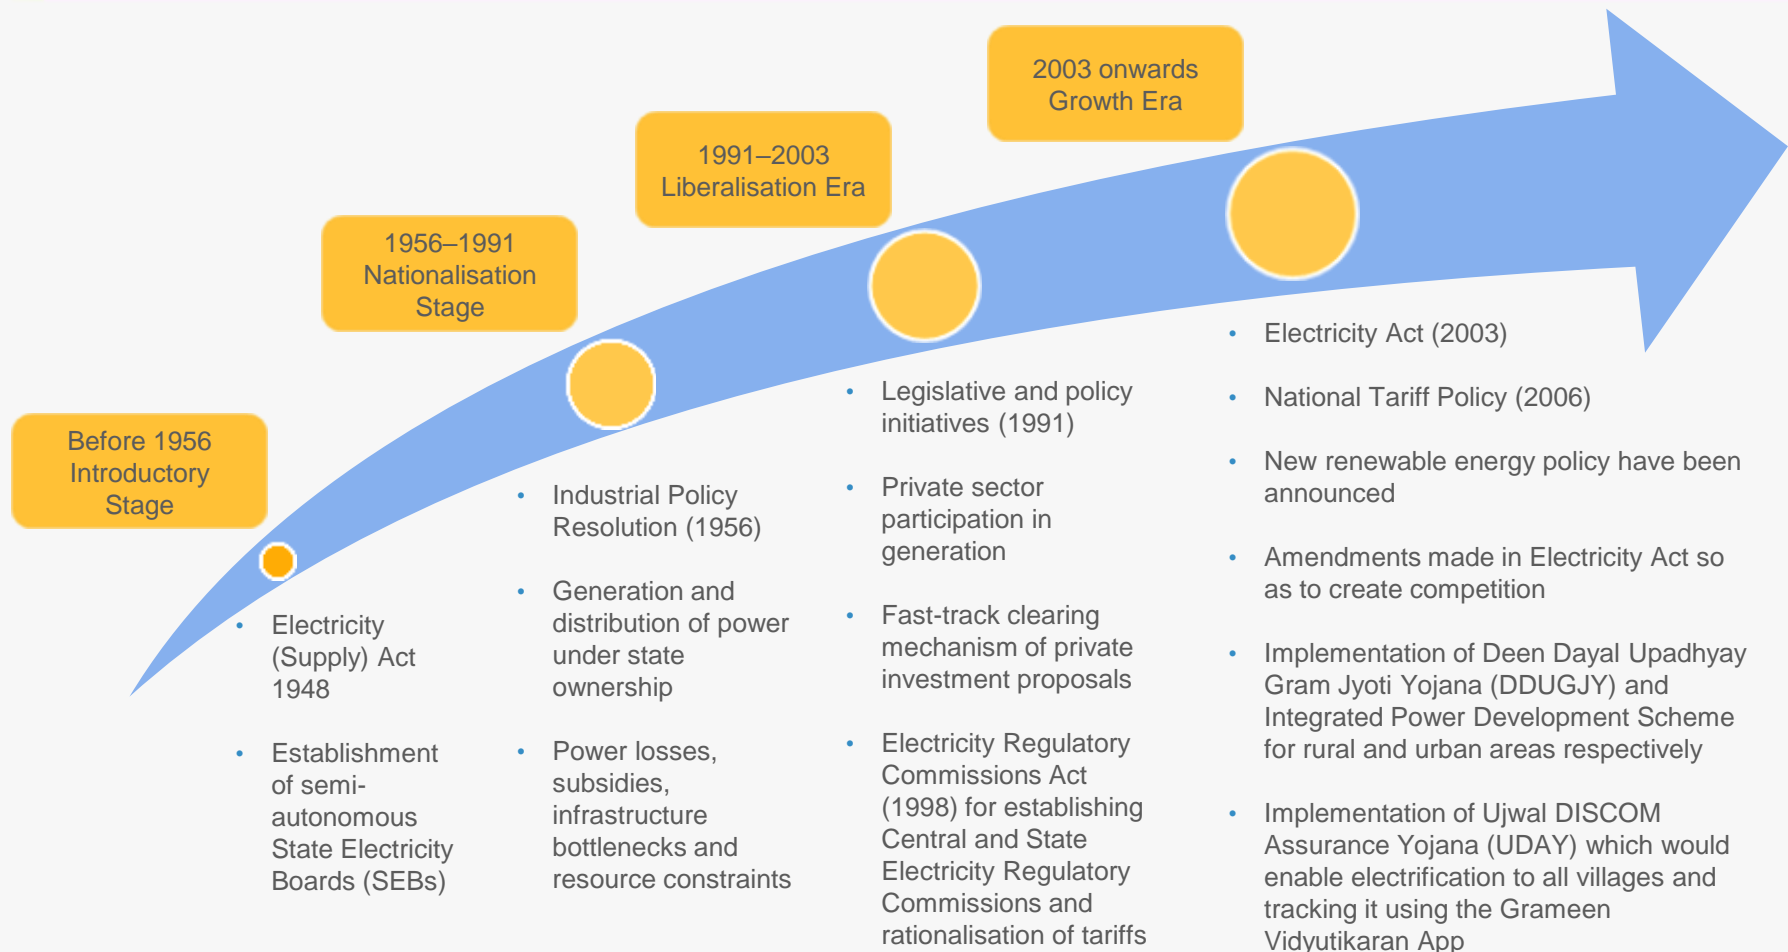 2003 onwards
Growth Era
1991–2003
Liberalisation Era
1956–1991
Nationalisation
Stage
Before 1956
Introductory
Stage
• Electricity
(Supply) Act
1948
• Establishment
of semi-
autonomous
State Electricity
Boards (SEBs)
• Industrial Policy
Resolution (1956)
• Generation and
distribution of power
under state
ownership
• Power losses,
subsidies,
infrastructure
bottlenecks and
resource constraints
• Legislative and policy
initiatives (1991)
• Private sector
participation in
generation
• Fast-track clearing
mechanism of private
investment proposals
• Electricity Regulatory
Commissions Act
(1998) for establishing
Central and State
Electricity Regulatory
Commissions and
rationalisation of tariffs
• Electricity Act (2003)
• National Tariff Policy (2006)
• New renewable energy policy have been
announced
• Amendments made in Electricity Act so
as to create competition
• Implementation of Deen Dayal Upadhyay
Gram Jyoti Yojana (DDUGJY) and
Integrated Power Development Scheme
for rural and urban areas respectively
• Implementation of Ujwal DISCOM
Assurance Yojana (UDAY) which would
enable electrification to all villages and
tracking it using the Grameen
Vidyutikaran App